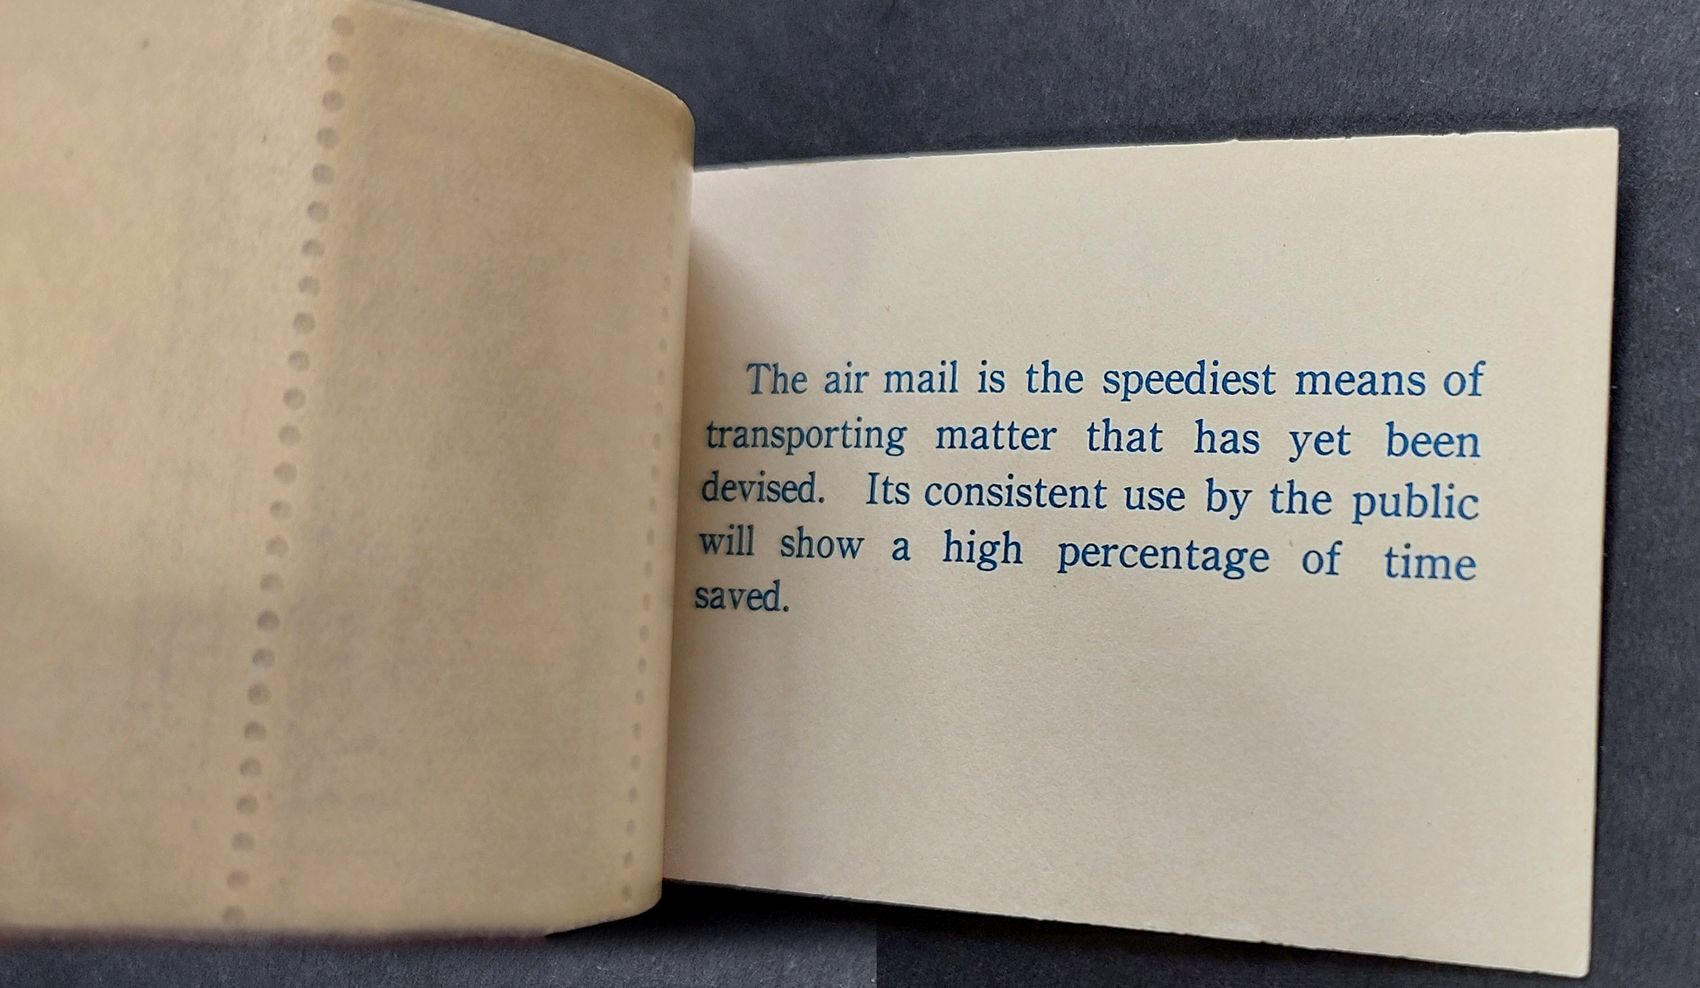 The air mail is the speediest means of
transporting matter that has yet been
devised. Its consistent use by the public
will show a high percentage of time
saved.